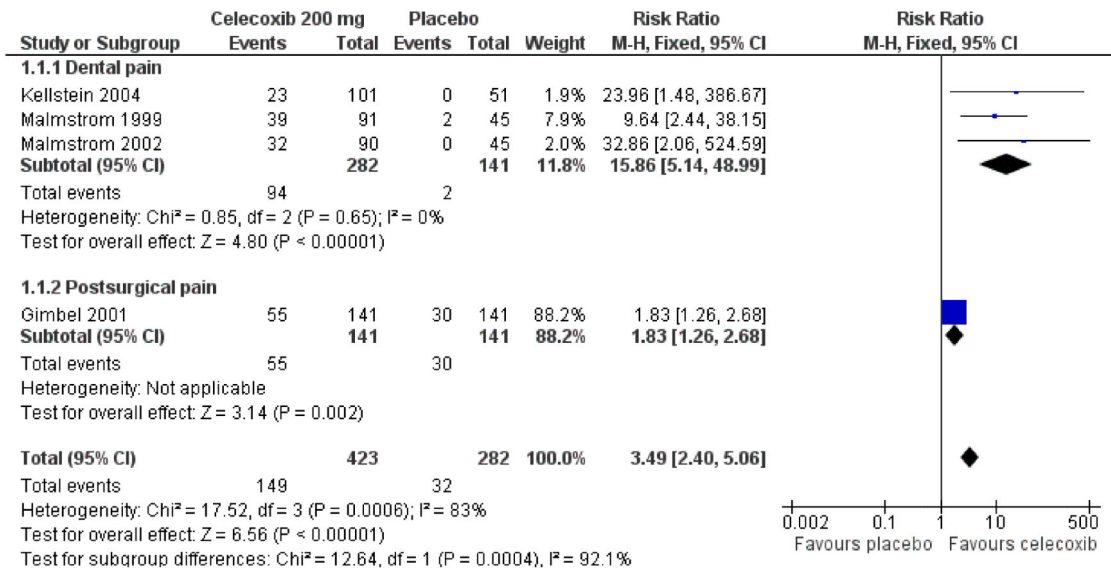 Celecoxib 200 mg Placebo Risk Ratio Risk Ratio
Study or Subgroup Events Total Events Total Weight M-H, Fixed, 95% CI M-H, Fixed, 95% CI
1.1.1 Dental pain
Kellstein 2004 23 101 0 51 1.9% 23.96 [1.48, 386.67]
Malmstrom 1999 39 91 2 45 7.9% 9.64 [2.44, 38.15]
Malmstrom 2002 32 90 0 45 2.0% 32.86 [2.06, 524.59]
Subtotal (95% CI) 282 141 11.8% 15.86 [5.14, 48.99]
Total events 94 2
Heterogeneity: Chi² = 0.85, df = 2 (P = 0.65); I² = 0%
Test for overall effect: Z = 4.80 (P < 0.00001)
1.1.2 Postsurgical pain
Gimbel 2001 55 141 30 141 88.2% 1.83 [1.26, 2.68]
Subtotal (95% CI) 141 141 88.2% 1.83 [1.26, 2.68]
Total events 55 30
Heterogeneity: Not applicable
Test for overall effect: Z = 3.14 (P = 0.002)
Total (95% CI) 423 282 100.0% 3.49 [2.40, 5.06]
Total events 149 32
Heterogeneity: Chi² = 17.52, df = 3 (P = 0.0006); I² = 83%
Test for overall effect: Z = 6.56 (P < 0.00001)
Test for subgroup differences: Chi² = 12.64, df = 1 (P = 0.0004), I² = 92.1%
0.002 0.1 1 10 500
Favours placebo Favours celecoxib